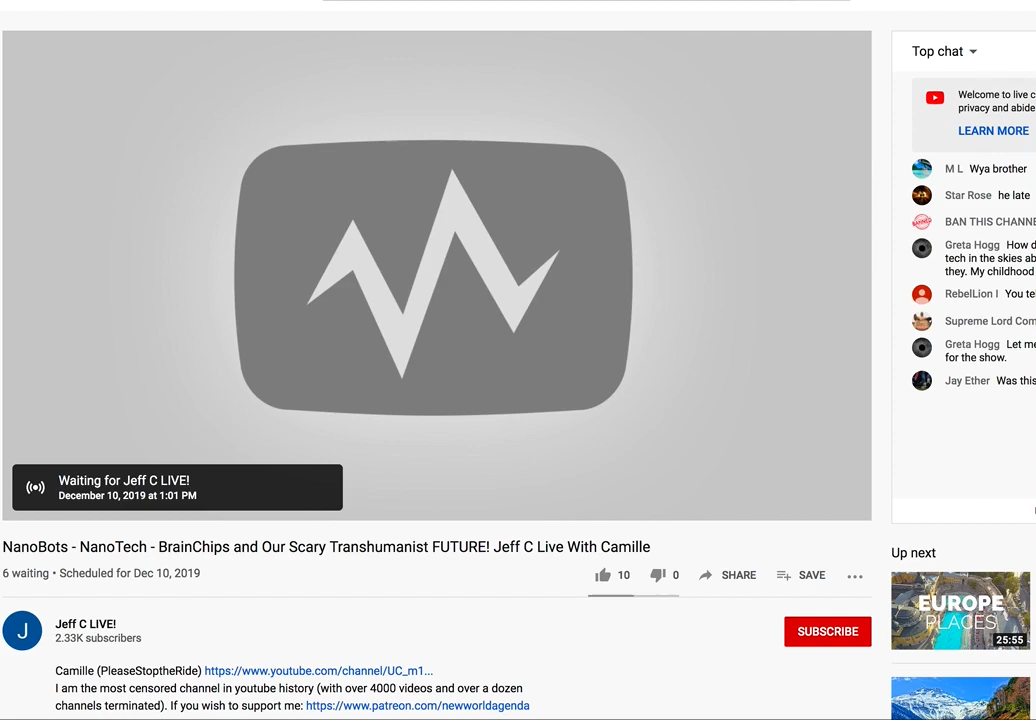 Waiting for Jeff C LIVE!
December 10, 2019 at 1:01 PM
NanoBots - NanoTech - BrainChips and Our Scary Transhumanist FUTURE! Jeff C Live With Camille
6 waiting • Scheduled for Dec 10, 2019
10
0
SHARE
SAVE
J
Jeff C LIVE!
2.33K subscribers
SUBSCRIBE
Camille (PleaseStoptheRide) https://www.youtube.com/channel/UC_m1...
I am the most censored channel in youtube history (with over 4000 videos and over a dozen
channels terminated). If you wish to support me: https://www.patreon.com/newworldagenda
Top chat
Welcome to live c
privacy and abide
LEARN MORE
M L Wya brother
Star Rose he late
BANNED
BAN THIS CHANNE
Greta Hogg How d
tech in the skies ab
they. My childhood
RebelLion I You te
Supreme Lord Com
Greta Hogg Let me
for the show.
Jay Ether Was this
Up next
EUROPE
PLACES
25:55